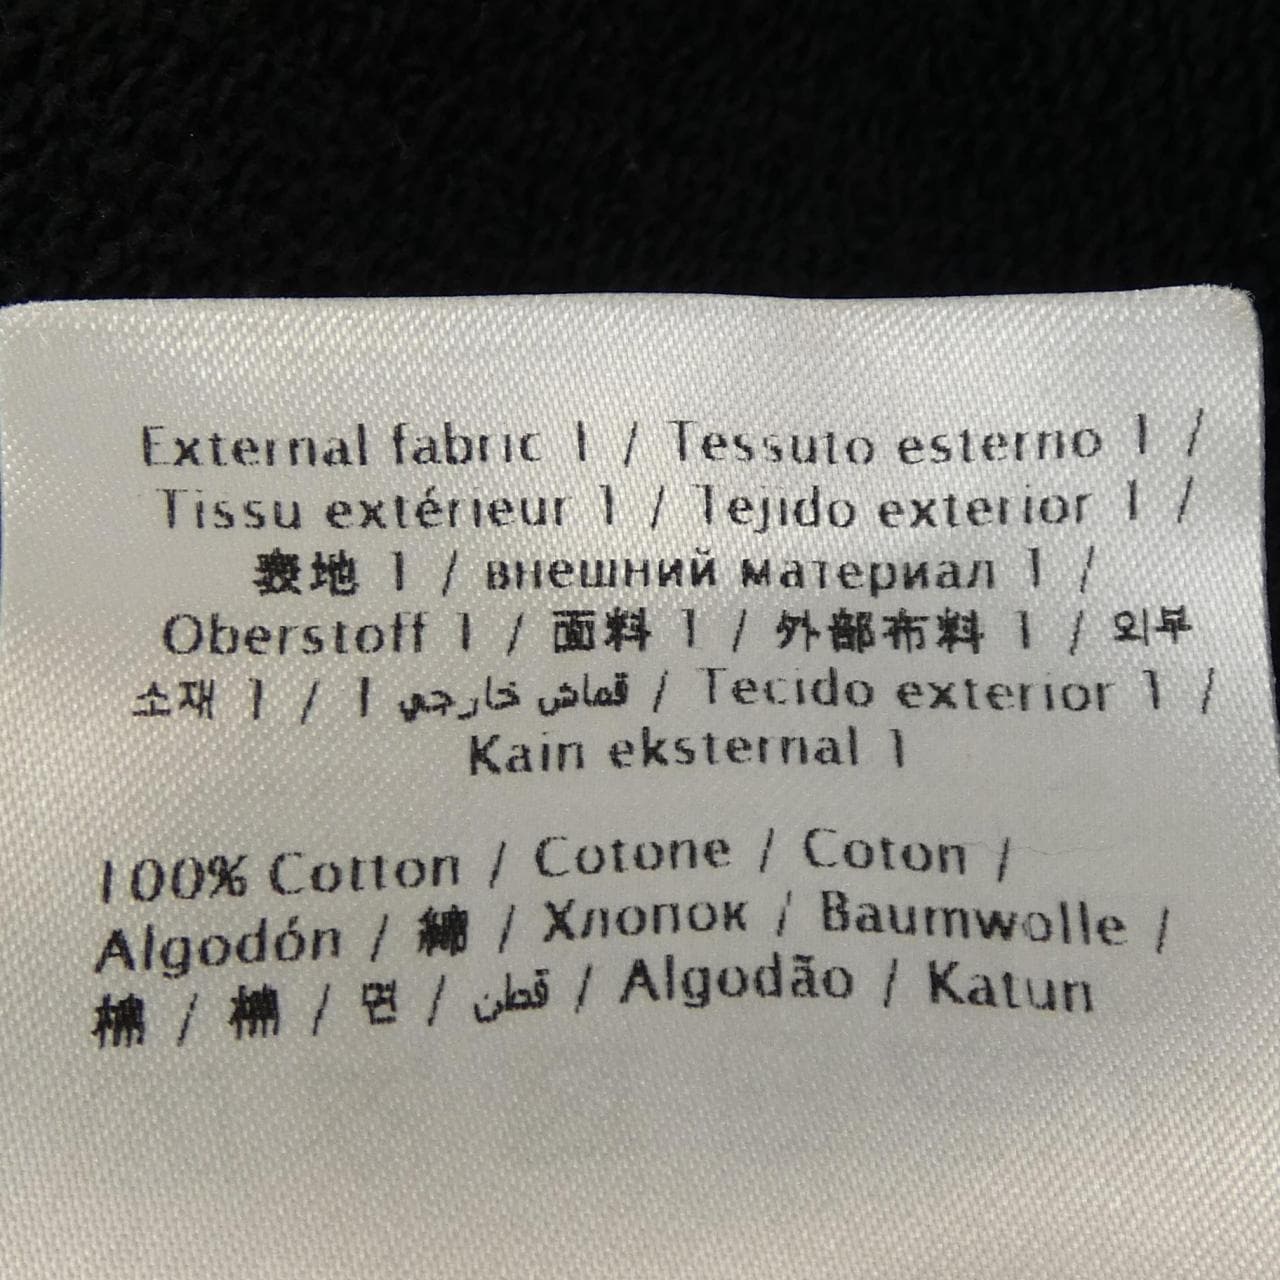 External fabric 1 / Tessuto esterno 1 /
Tissu extérieur 1 / Tejido exterior 1 /
表地 1 / внешний материал 1 /
Oberstoff 1 / 面料 1 / 外部布料 1 / 외부
소재 1 / 1 قماش خارجي / Tecido exterior 1 /
Kain eksternal 1
100% Cotton / Cotone / Coton /
Algodón / 綿 / Хлопок / Baumwolle /
棉 / 棉 / 면 / قطن / Algodão / Katun